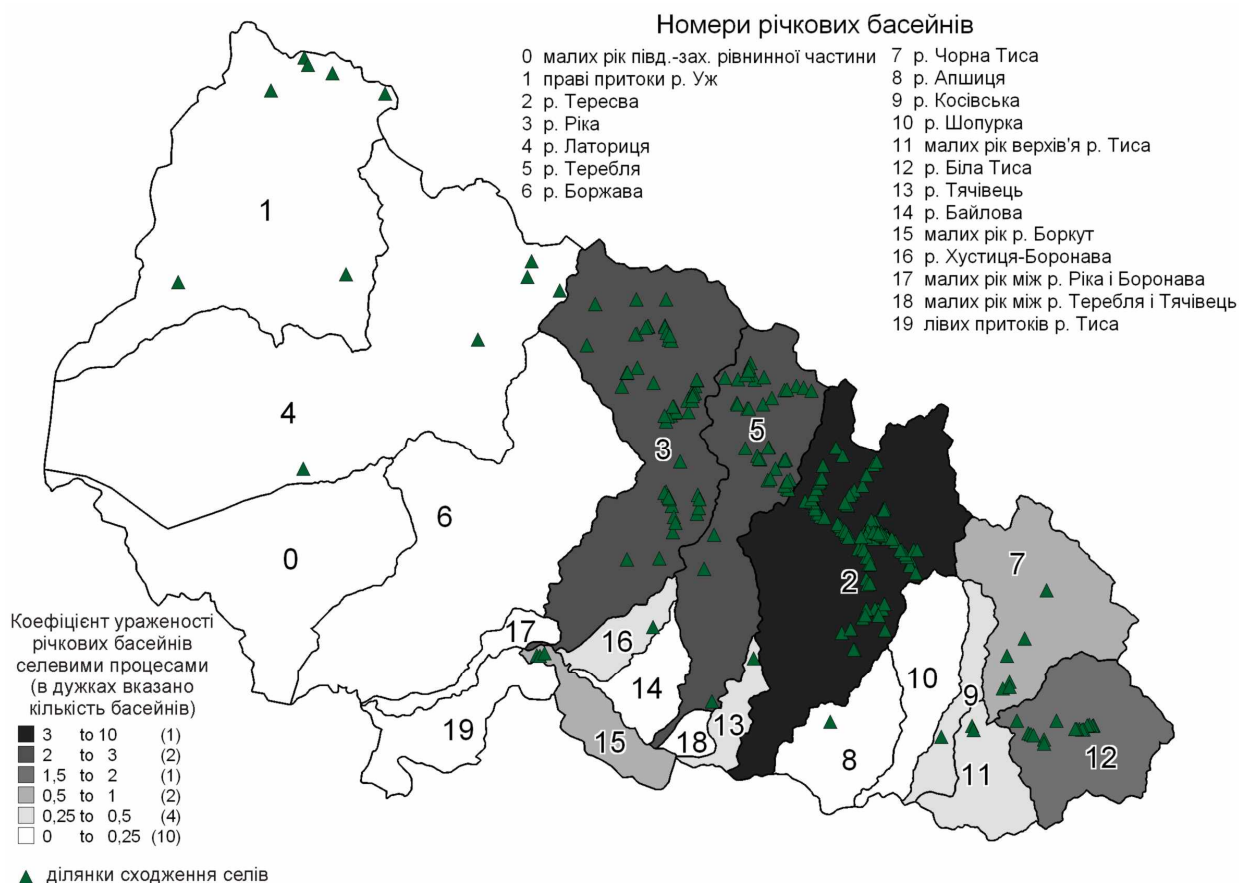 Номери річкових басейнів
0 малих рік півд.-зах. рівнинної частини
1 праві притоки р. Уж
2 р. Тересва
3 р. Ріка
4 р. Латориця
5 р. Теребля
6 р. Боржава
7 р. Чорна Тиса
8 р. Апшиця
9 р. Косівська
10 р. Шопурка
11 малих рік верхів'я р. Тиса
12 р. Біла Тиса
13 р. Тячівець
14 р. Байлова
15 малих рік р. Боркут
16 р. Хустиця-Боронава
17 малих рік між р. Ріка і Боронава
18 малих рік між р. Теребля і Тячівець
19 лівих притоків р. Тиса
1
4
3
5
6
0
2
7
17
16
14
10
9
13
19
15
18
8
11
12
Коефіцієнт ураженості
річкових басейнів
селевими процесами
(в дужках вказано
кількість басейнів)
3 to 10 (1)
2 to 3 (2)
1,5 to 2 (1)
0,5 to 1 (2)
0,25 to 0,5 (4)
0 to 0,25 (10)
ділянки сходження селів